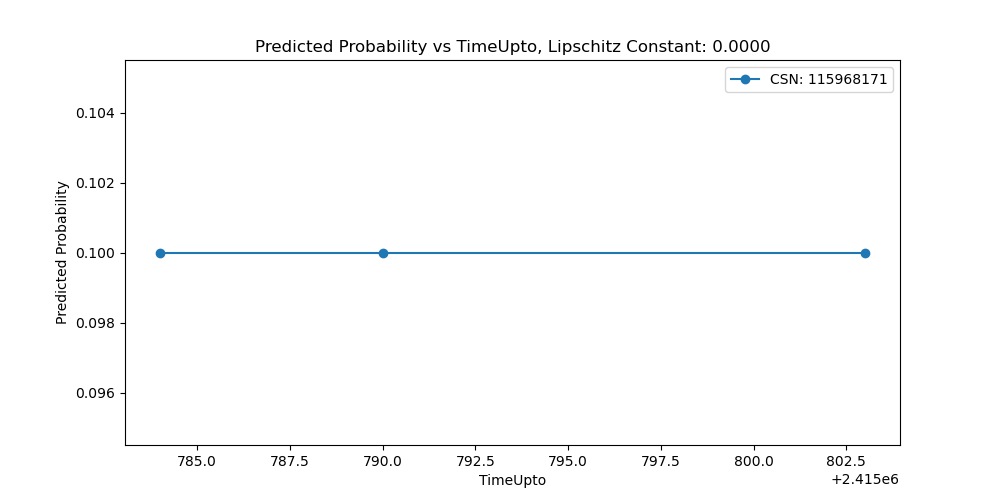 Predicted Probability vs TimeUpto, Lipschitz Constant: 0.0000
CSN: 115968171
Predicted Probability
0.104
0.102
0.100
0.098
0.096
785.0 787.5 790.0 792.5 795.0 797.5 800.0 802.5
+2.415e6
TimeUpto